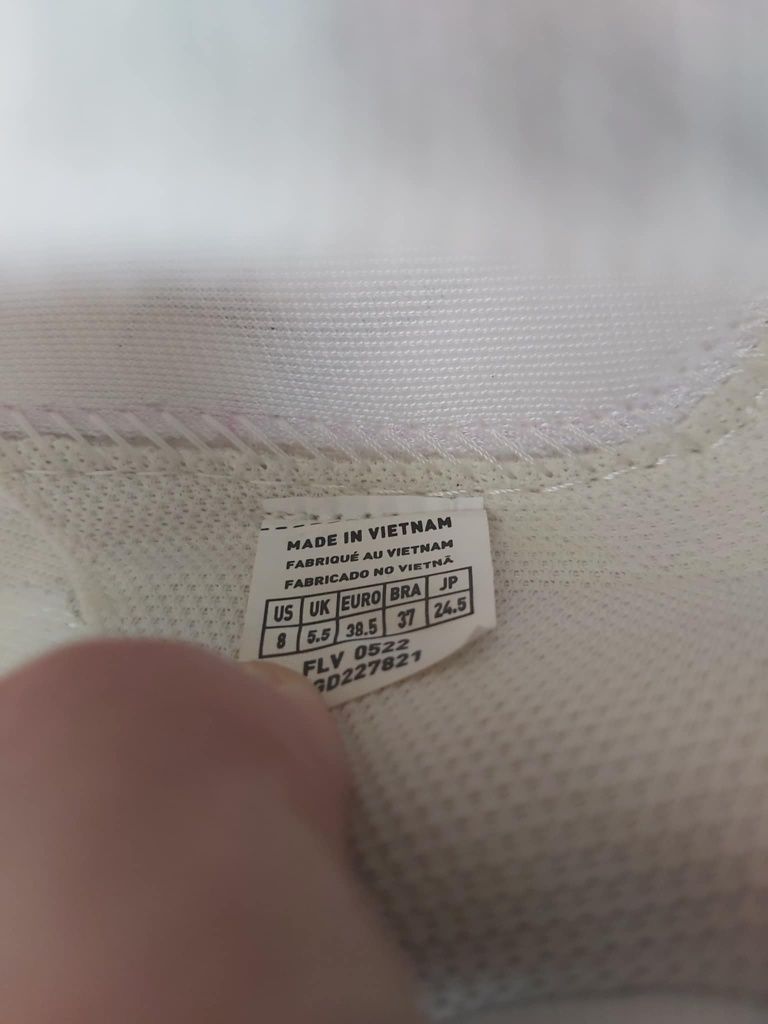 MADE IN VIETNAM
FABRIQUÉ AU VIETNAM
FABRICADO NO VIETNÃ
US UK EURO BRA JP
8 5.5 38.5 37 24.5
FLV 0522
GD227821